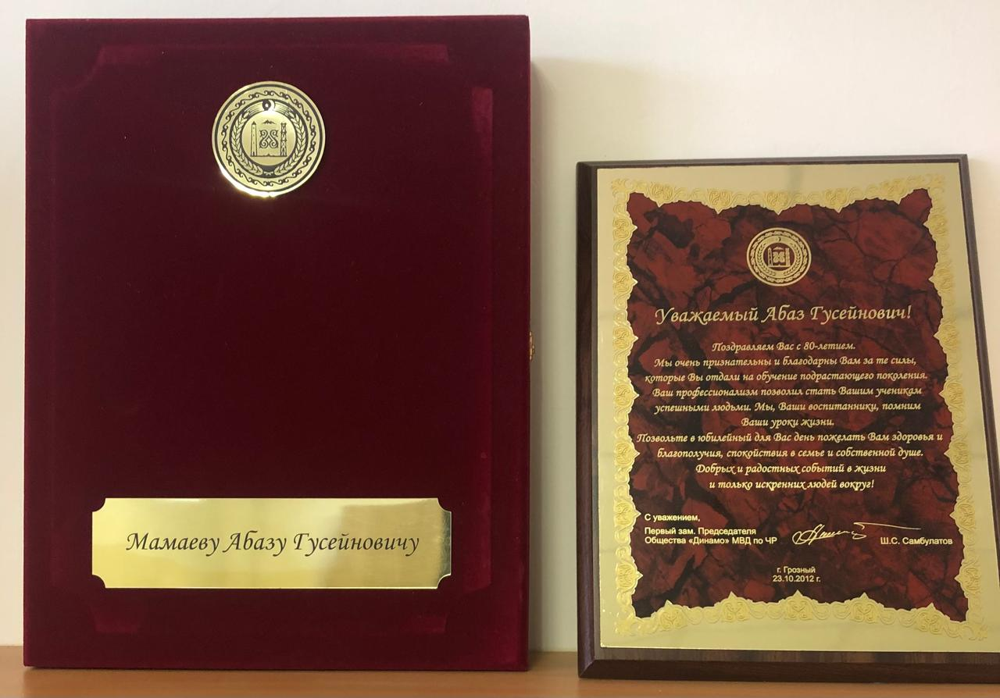 Мамаеву Абазу Гусейновичу
Уважаемый Абаз Гусейнович!
Поздравляем Вас с 80-летием.
Мы очень признательны и благодарны Вам за те силы,
которые Вы отдали на обучение подрастающего поколения.
Ваш профессионализм позволил стать Вашим ученикам
успешными людьми. Мы, Ваши воспитанники, помним
Ваши уроки жизни.
Позвольте в юбилейный для Вас день пожелать Вам здоровья и
благополучия, спокойствия в семье и собственной душе.
Добрых и радостных событий в жизни
и только искренних людей вокруг!
С уважением,
Первый зам. Председателя
Общества «Динамо» МВД по ЧР
Ш.С. Самбулатов
г. Грозный
23.10.2012 г.